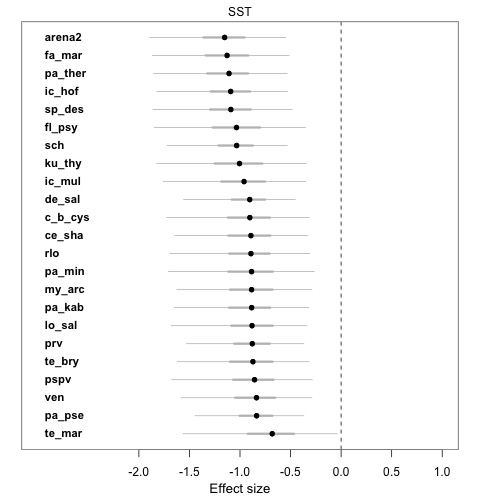 SST
arena2
fa_mar
pa_ther
ic_hof
sp_des
fl_psy
sch
ku_thy
ic_mul
de_sal
c_b_cys
ce_sha
rlo
pa_min
my_arc
pa_kab
lo_sal
prv
te_bry
pspv
ven
pa_pse
te_mar
-2.0 -1.5 -1.0 -0.5 0.0 0.5 1.0
Effect size